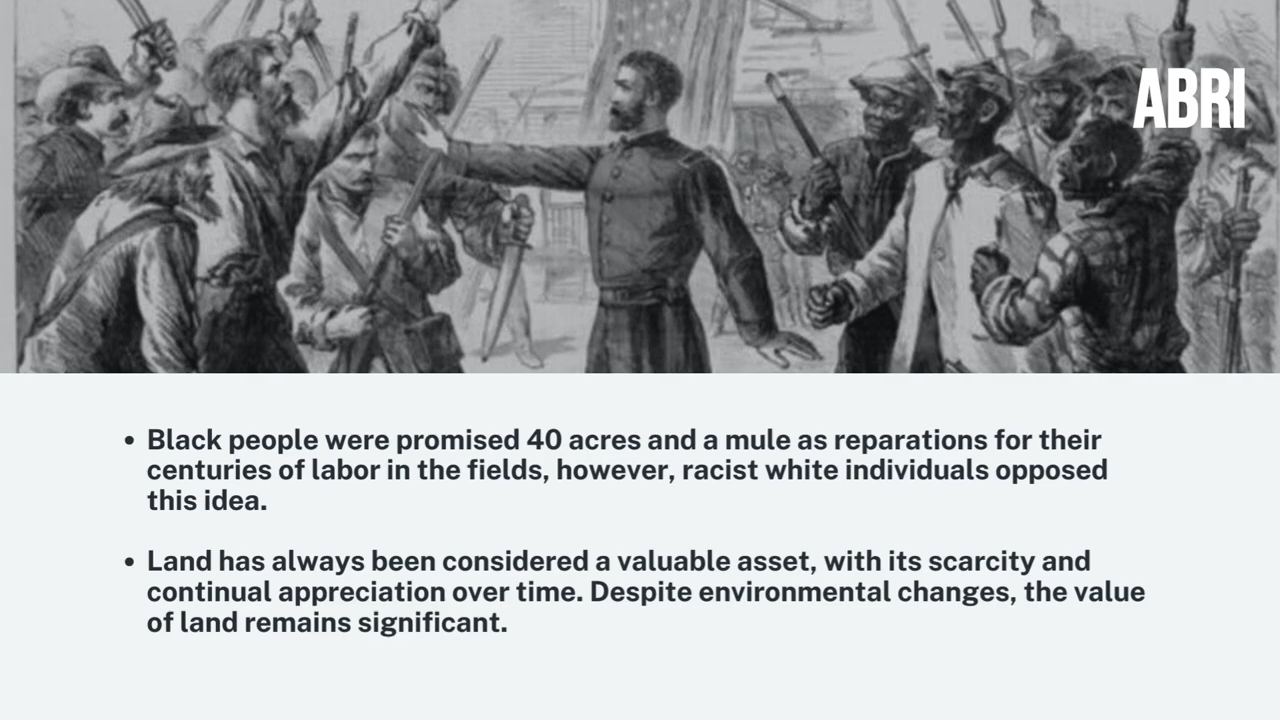 ABRI
• Black people were promised 40 acres and a mule as reparations for their
centuries of labor in the fields, however, racist white individuals opposed
this idea.
• Land has always been considered a valuable asset, with its scarcity and
continual appreciation over time. Despite environmental changes, the value
of land remains significant.